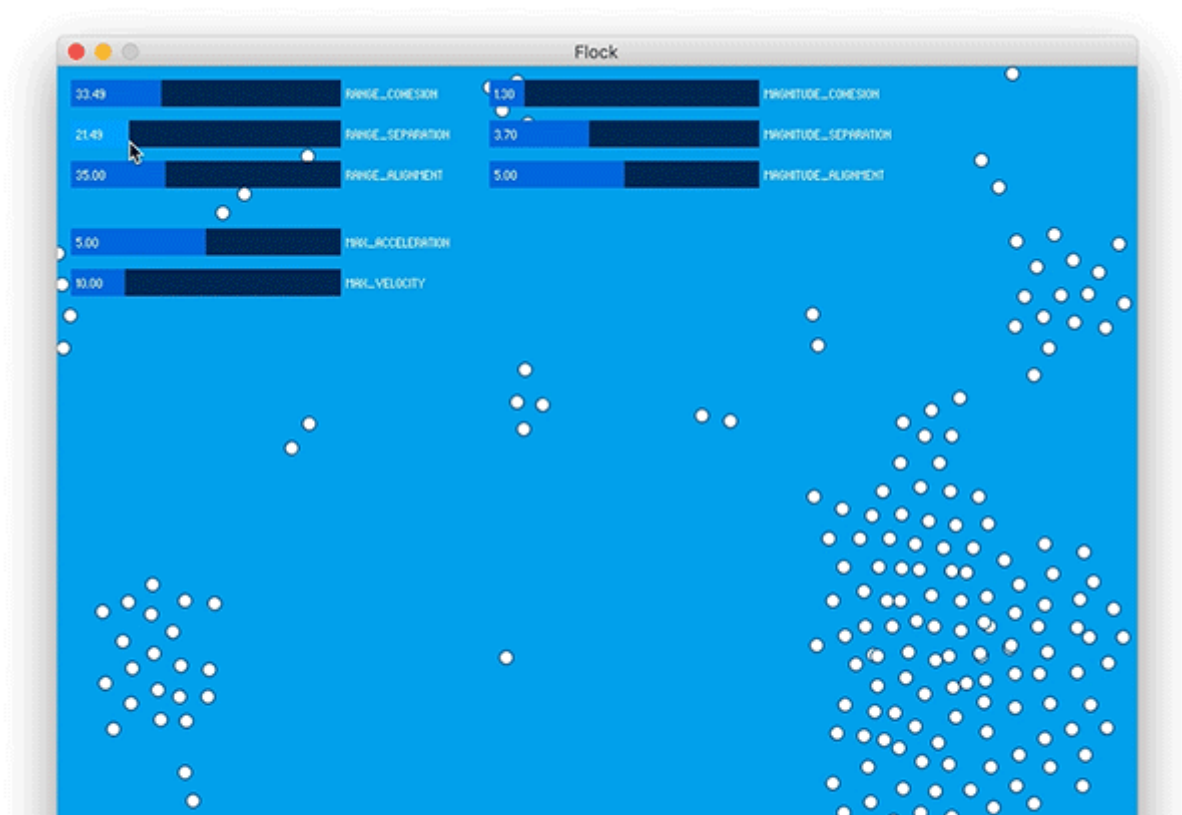 Flock
33.49 RANGE_COHESION 1.30 MAGNITUDE_COHESION
21.49 RANGE_SEPARATION 3.70 MAGNITUDE_SEPARATION
35.00 RANGE_ALIGNMENT 5.00 MAGNITUDE_ALIGNMENT
5.00 MAX_ACCELERATION
10.00 MAX_VELOCITY